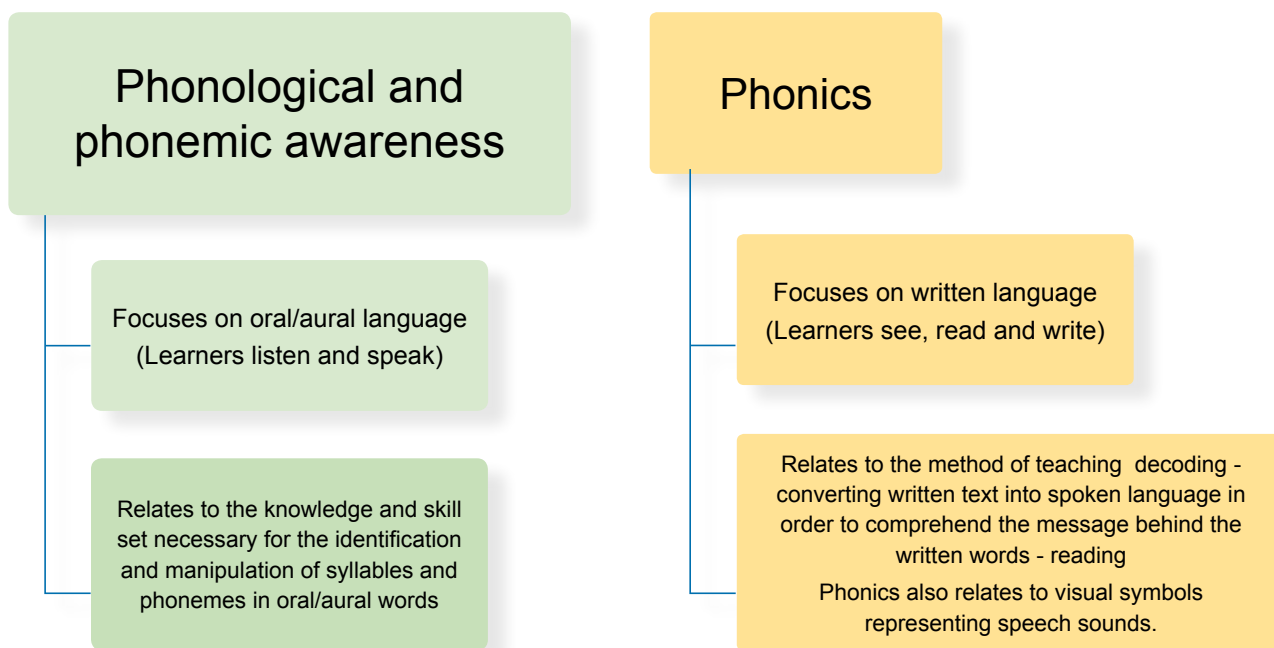 Phonological and
phonemic awareness
Focuses on oral/aural language
(Learners listen and speak)
Relates to the knowledge and skill
set necessary for the identification
and manipulation of syllables and
phonemes in oral/aural words
Phonics
Focuses on written language
(Learners see, read and write)
Relates to the method of teaching  decoding -
converting written text into spoken language in
order to comprehend the message behind the
written words - reading
Phonics also relates to visual symbols
representing speech sounds.